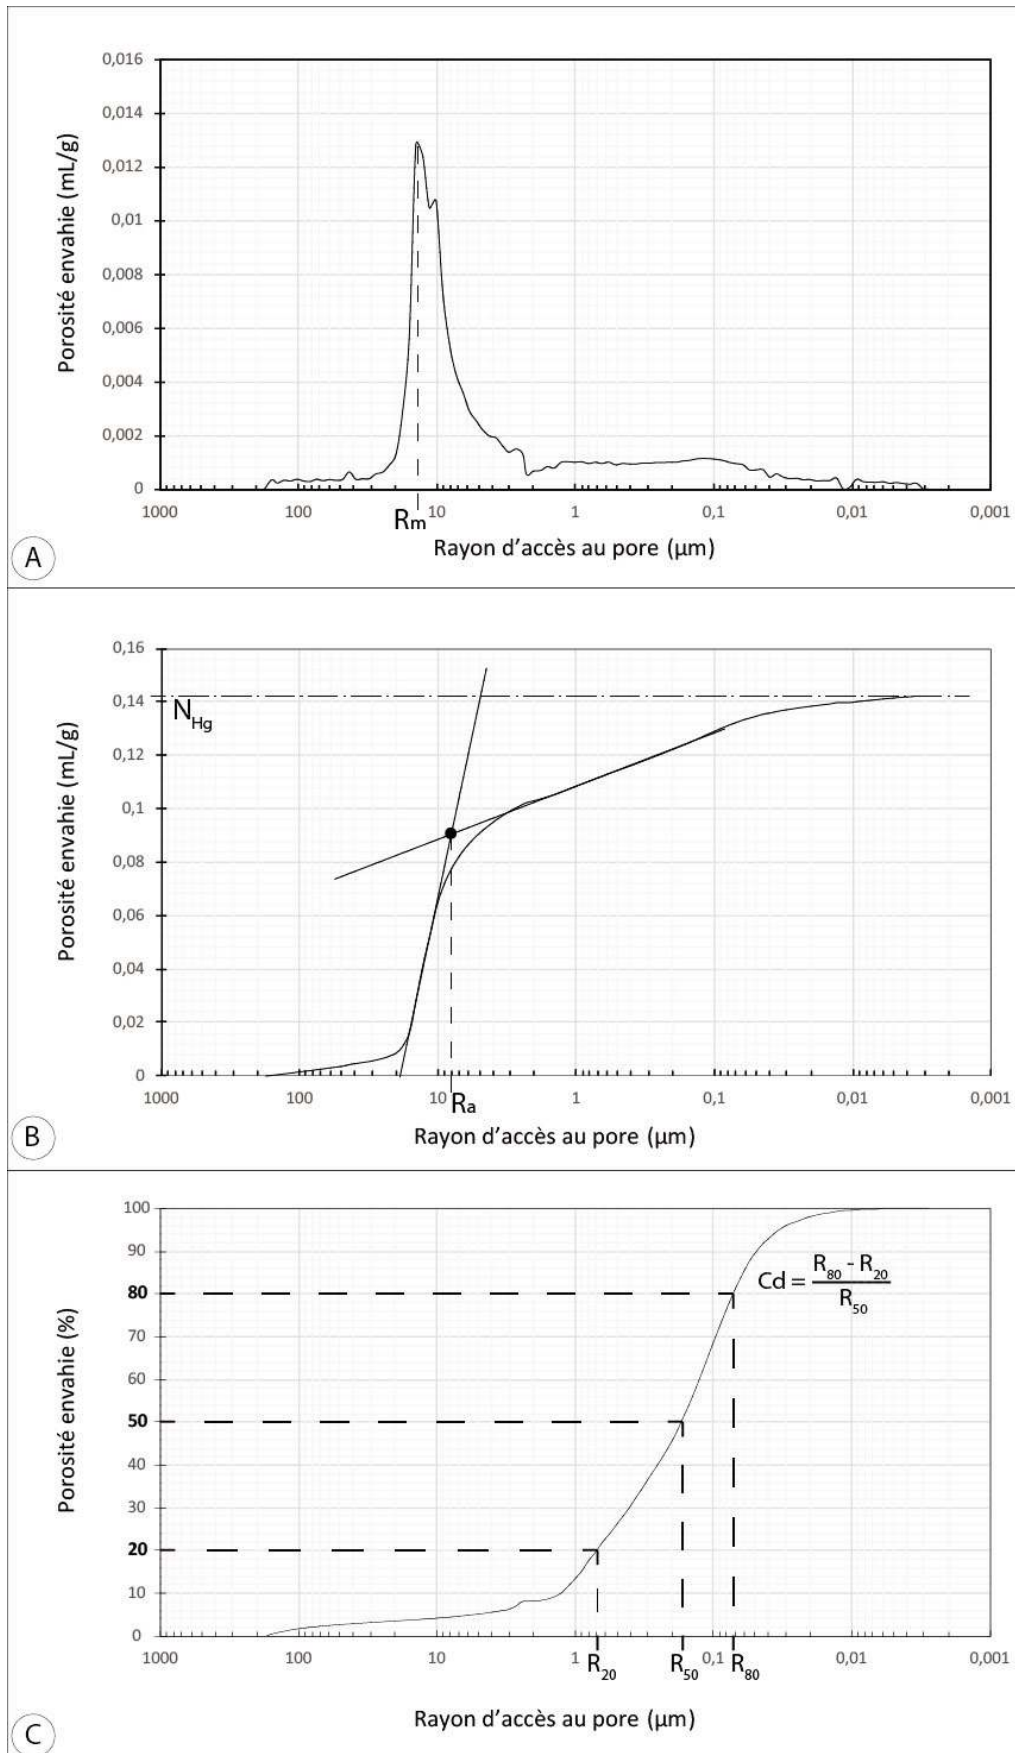 Porosité envahie (mL/g)
0,016
0,014
0,012
0,01
0,008
0,006
0,004
0,002
0
1000 100 10 1 0,1 0,01 0,001
Rm
Rayon d'accès au pore (µm)
A
Porosité envahie (mL/g)
0,16
0,14
0,12
0,1
0,08
0,06
0,04
0,02
0
NHg
1000 100 10 1 0,1 0,01 0,001
Ra
Rayon d'accès au pore (µm)
B
Porosité envahie (%)
100
90
80
70
60
50
40
30
20
10
0
Cd = R80 - R20
R50
1000 100 10 1 0,1 0,01 0,001
R20 R50 R80
Rayon d'accès au pore (µm)
C